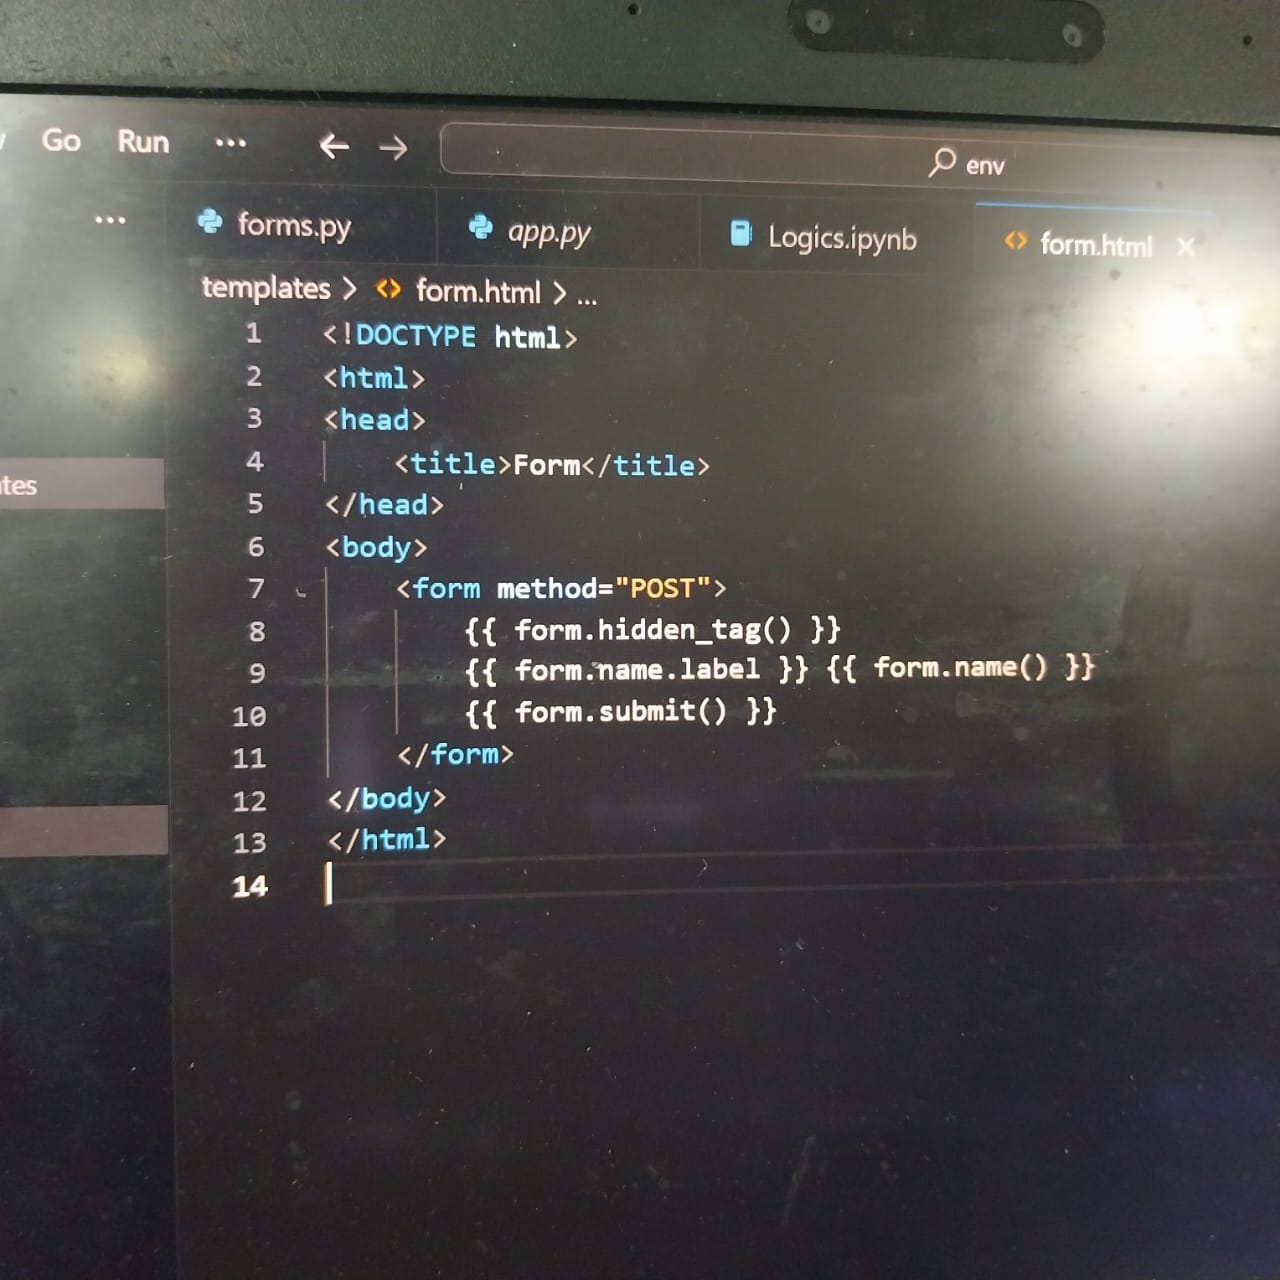 Go Run ...
env
...
forms.py app.py Logics.ipynb form.html
templates > form.html > ...
1 <!DOCTYPE html>
2 <html>
3 <head>
4 <title>Form</title>
5 </head>
6 <body>
7 <form method="POST">
8 {{ form.hidden_tag() }}
9 {{ form.name.label }} {{ form.name() }}
10 {{ form.submit() }}
11 </form>
12 </body>
13 </html>
14
tes